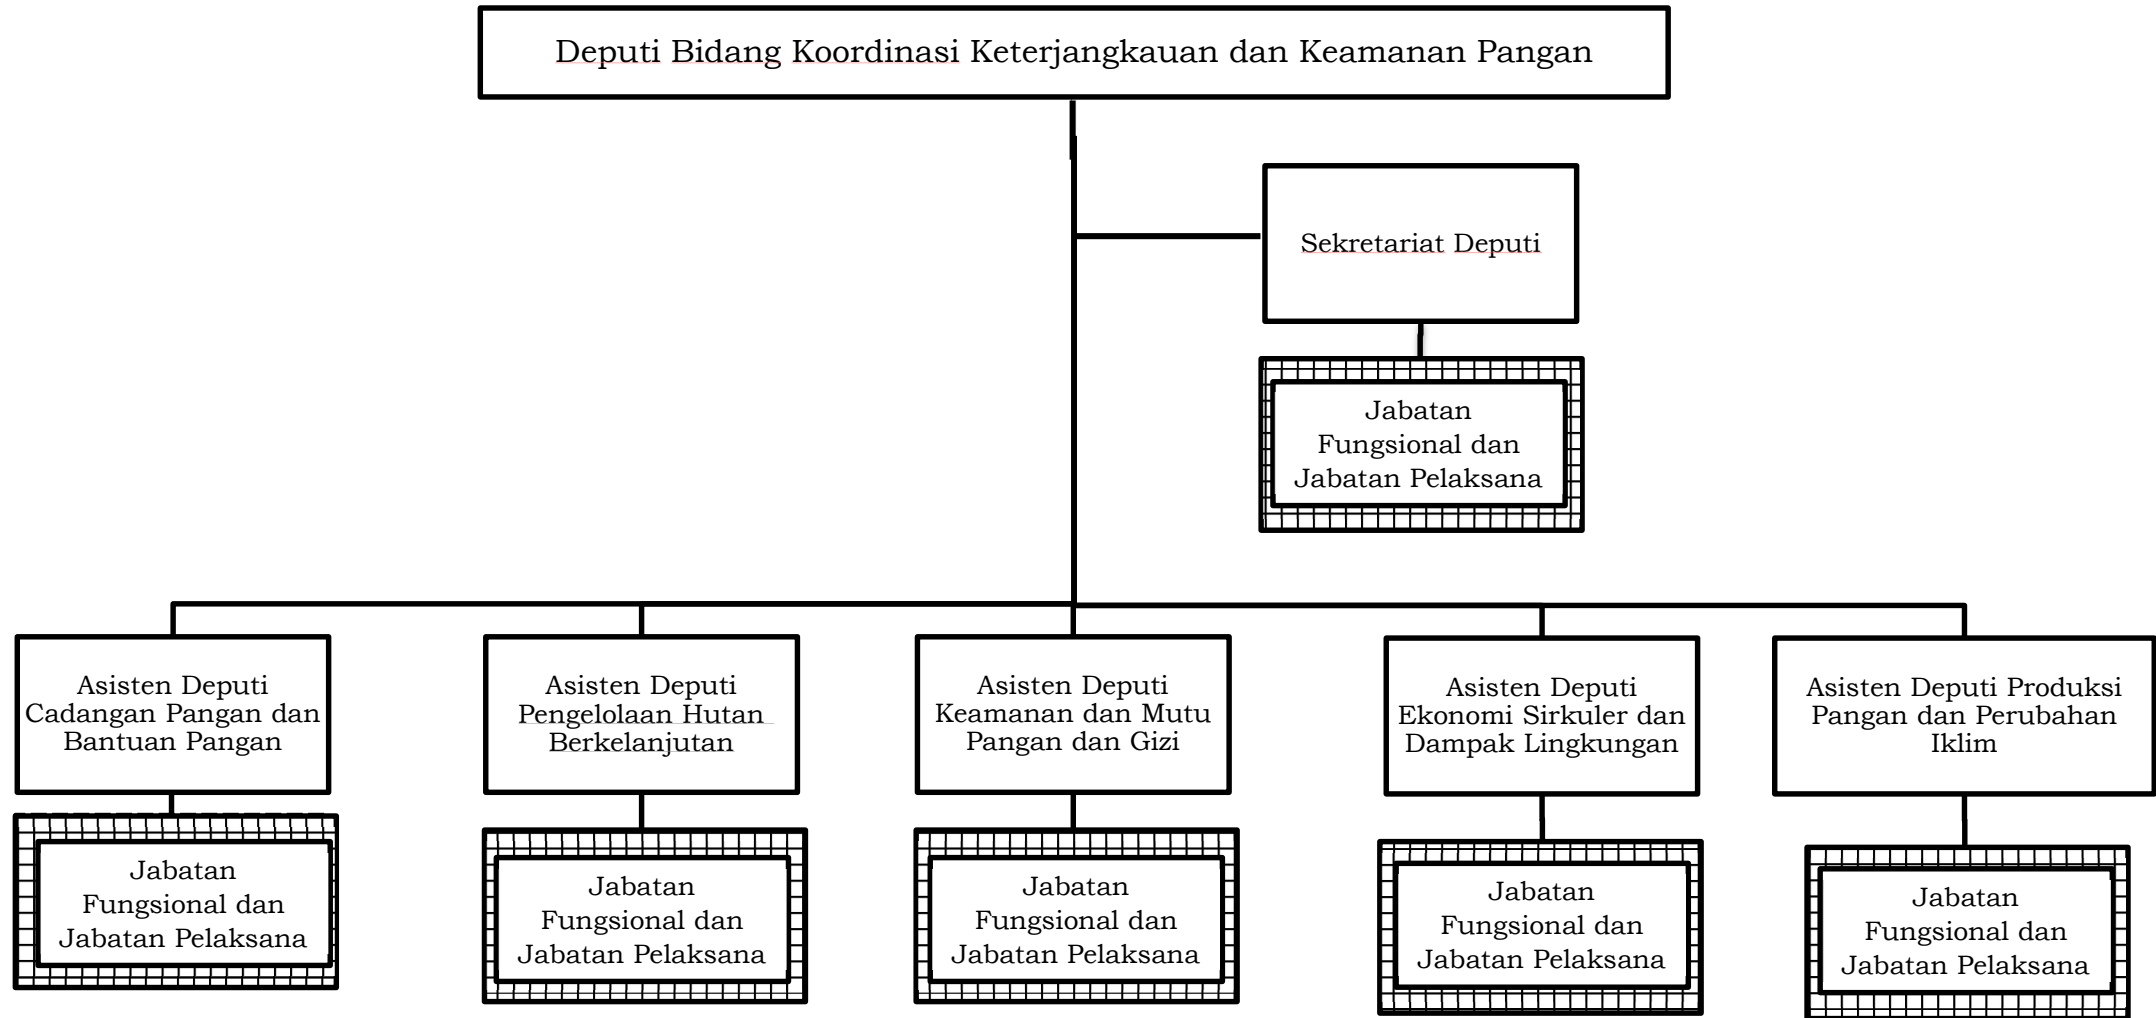 Deputi Bidang Koordinasi Keterjangkauan dan Keamanan Pangan
Sekretariat Deputi
Jabatan
Fungsional dan
Jabatan Pelaksana
Asisten Deputi
Cadangan Pangan dan
Bantuan Pangan
Asisten Deputi
Pengelolaan Hutan
Berkelanjutan
Asisten Deputi
Keamanan dan Mutu
Pangan dan Gizi
Asisten Deputi
Ekonomi Sirkuler dan
Dampak Lingkungan
Asisten Deputi Produksi
Pangan dan Perubahan
Iklim
Jabatan
Fungsional dan
Jabatan Pelaksana
Jabatan
Fungsional dan
Jabatan Pelaksana
Jabatan
Fungsional dan
Jabatan Pelaksana
Jabatan
Fungsional dan
Jabatan Pelaksana
Jabatan
Fungsional dan
Jabatan Pelaksana